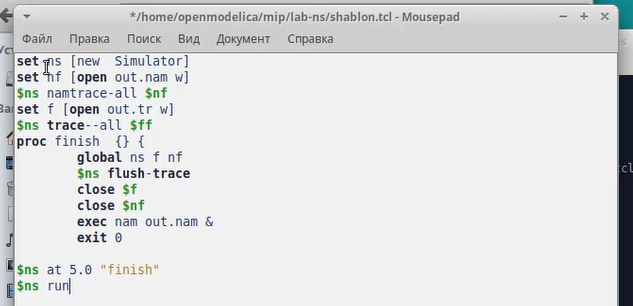 */home/openmodelica/mip/lab-ns/shablon.tcl - Mousepad
Файл Правка Поиск Вид Документ Справка
set ns [new  Simulator]
set nf [open out.nam w]
$ns namtrace-all $nf
set f [open out.tr w]
$ns trace--all $ff
proc finish  {} {
        global ns f nf
        $ns flush-trace
        close $f
        close $nf
        exec nam out.nam &
        exit 0
$ns at 5.0 "finish"
$ns run